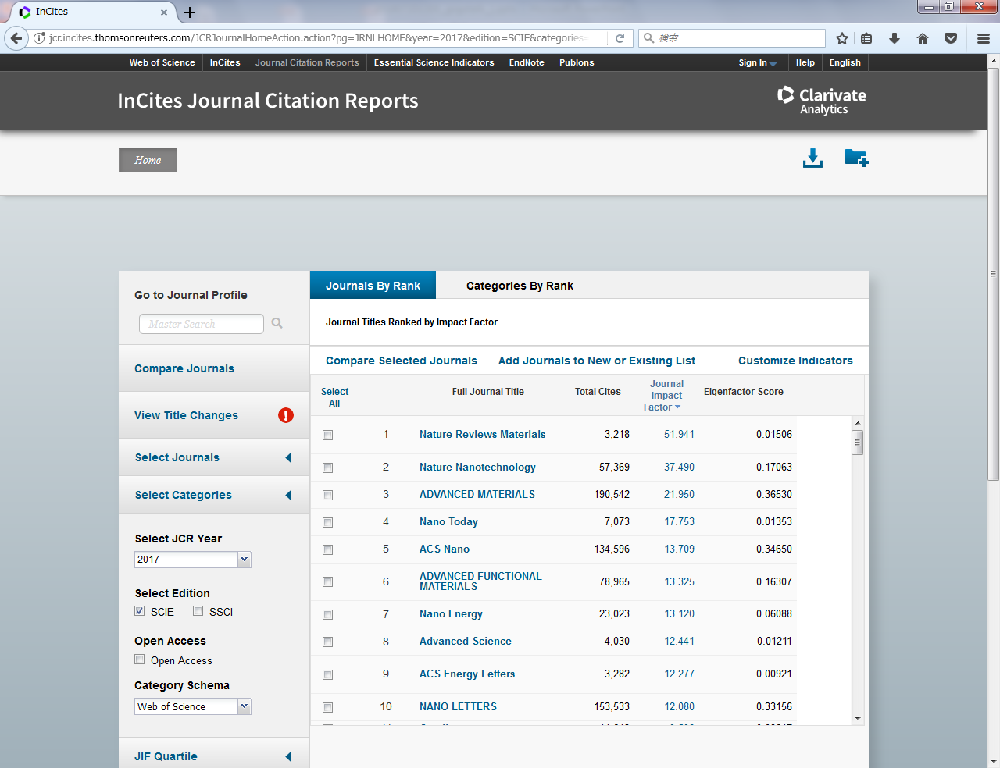 InCites
jcr.incites.thomsonreuters.com/JCRJournalHomeAction.action?pg=JRNLHOME&year=2017&edition=SCIE&categories
検索
Web of Science InCites Journal Citation Reports Essential Science Indicators EndNote Publons Sign In Help English
InCites Journal Citation Reports
Clarivate
Analytics
Home
Go to Journal Profile
Master Search
Compare Journals
View Title Changes
Select Journals
Select Categories
Select JCR Year
2017
Select Edition
SCIE SSCI
Open Access
Open Access
Category Schema
Web of Science
JIF Quartile
Journals By Rank Categories By Rank
Journal Titles Ranked by Impact Factor
Compare Selected Journals Add Journals to New or Existing List Customize Indicators
Select All Full Journal Title Total Cites Journal Impact Factor Eigenfactor Score
1 Nature Reviews Materials 3,218 51.941 0.01506
2 Nature Nanotechnology 57,369 37.490 0.17063
3 ADVANCED MATERIALS 190,542 21.950 0.36530
4 Nano Today 7,073 17.753 0.01353
5 ACS Nano 134,596 13.709 0.34650
6 ADVANCED FUNCTIONAL MATERIALS 78,965 13.325 0.16307
7 Nano Energy 23,023 13.120 0.06088
8 Advanced Science 4,030 12.441 0.01211
9 ACS Energy Letters 3,282 12.277 0.00921
10 NANO LETTERS 153,533 12.080 0.33156